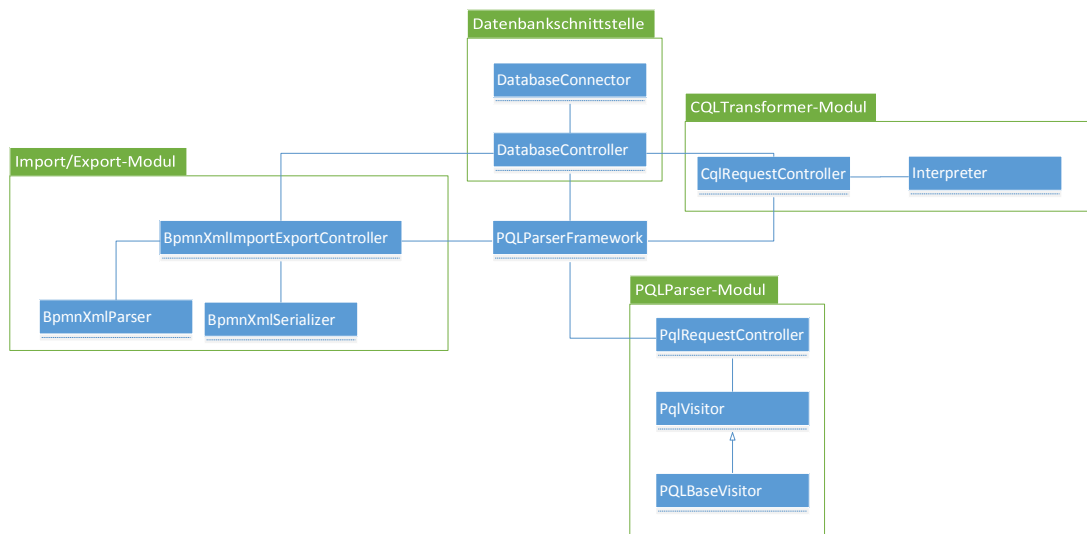 Datenbankschnittstelle
DatabaseConnector
DatabaseController
CQLTransformer-Modul
CqlRequestController
Interpreter
Import/Export-Modul
BpmnXmlImportExportController
BpmnXmlParser
BpmnXmlSerializer
PQLParserFramework
PQLParser-Modul
PqlRequestController
PqlVisitor
PQLBaseVisitor